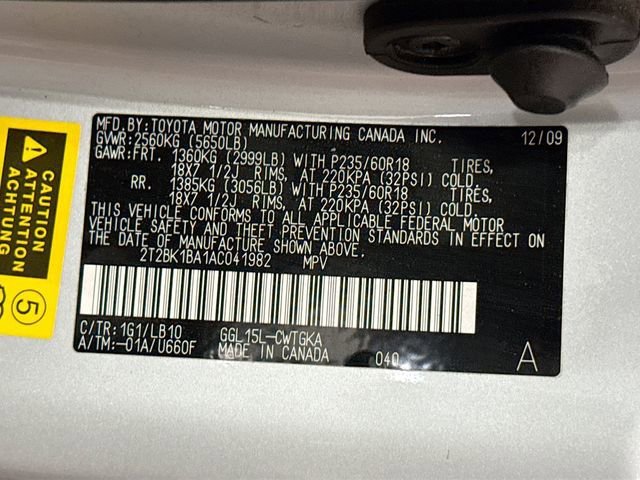 MFD. BY:TOYOTA MOTOR MANUFACTURING CANADA INC. 12/09
GVWR:2560KG (5650LB)
GAWR:FRT. 1360KG (2999LB) WITH P235/60R18 TIRES,
18X7 1/2J RIMS, AT 220KPA (32PSI) COLD.
RR. 1385KG (3056LB) WITH P235/60R18 TIRES,
18X7 1/2J RIMS, AT 220KPA (32PSI) COLD.
THIS VEHICLE CONFORMS TO ALL APPLICABLE FEDERAL MOTOR
VEHICLE SAFETY AND THEFT PREVENTION STANDARDS IN EFFECT ON
THE DATE OF MANUFACTURE SHOWN ABOVE.
2T2BK1BA1AC041982 MPV
C/TR:1G1/LB10 GGL15L-CWTGKA
A/TM:-01A/U660F MADE IN CANADA 040 A
CAUTION
ATTENTION
ACHTUNG
5